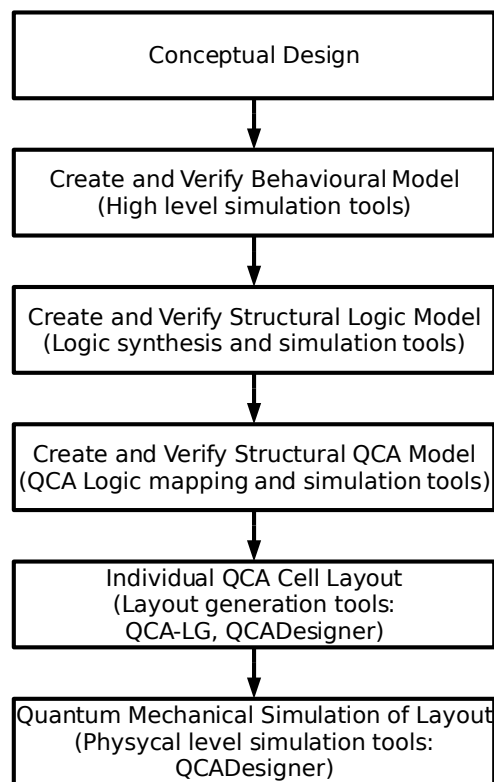 Conceptual Design
Create and Verify Behavioural Model
(High level simulation tools)
Create and Verify Structural Logic Model
(Logic synthesis and simulation tools)
Create and Verify Structural QCA Model
(QCA Logic mapping and simulation tools)
Individual QCA Cell Layout
(Layout generation tools:
QCA-LG, QCADesigner)
Quantum Mechanical Simulation of Layout
(Physycal level simulation tools:
QCADesigner)